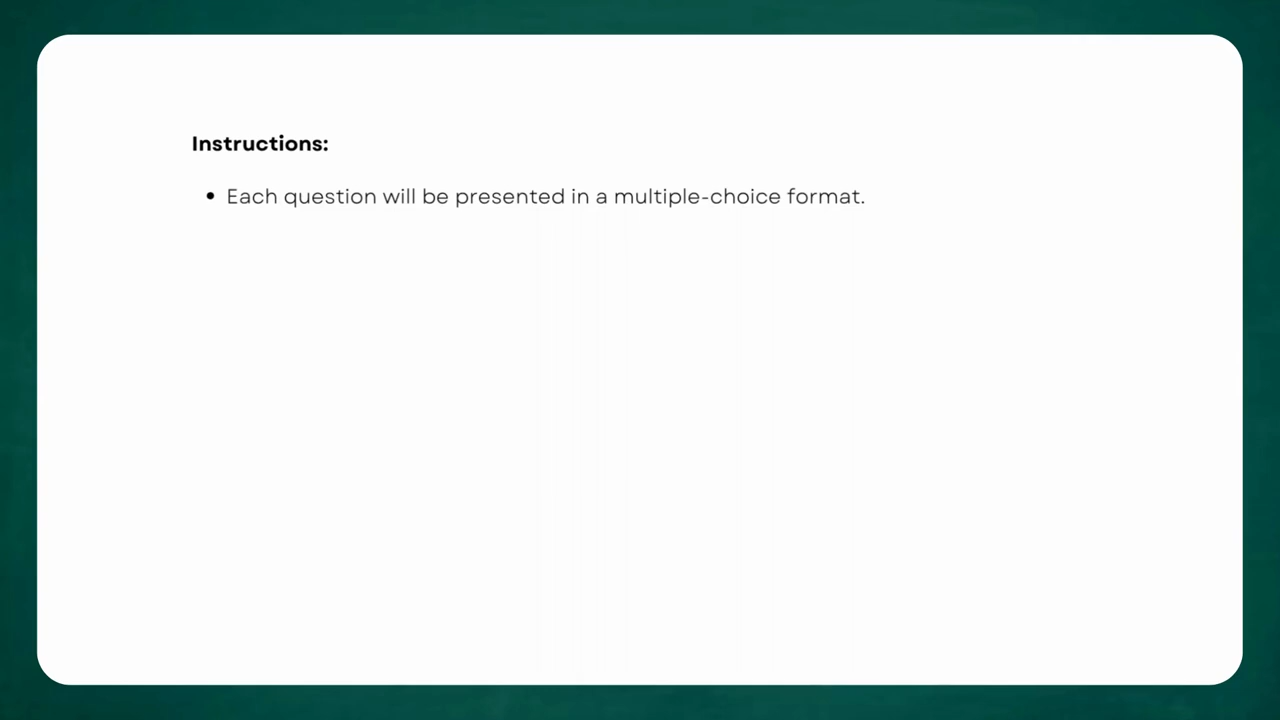 Instructions:
Each question will be presented in a multiple-choice format.